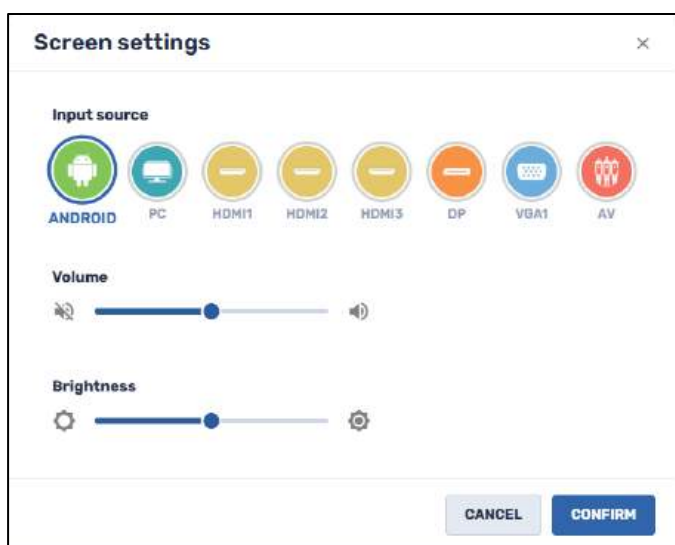 Screen settings
Input source
ANDROID PC HDMI1 HDMI2 HDMI3 DP VGA1 AV
Volume
Brightness
CANCEL CONFIRM